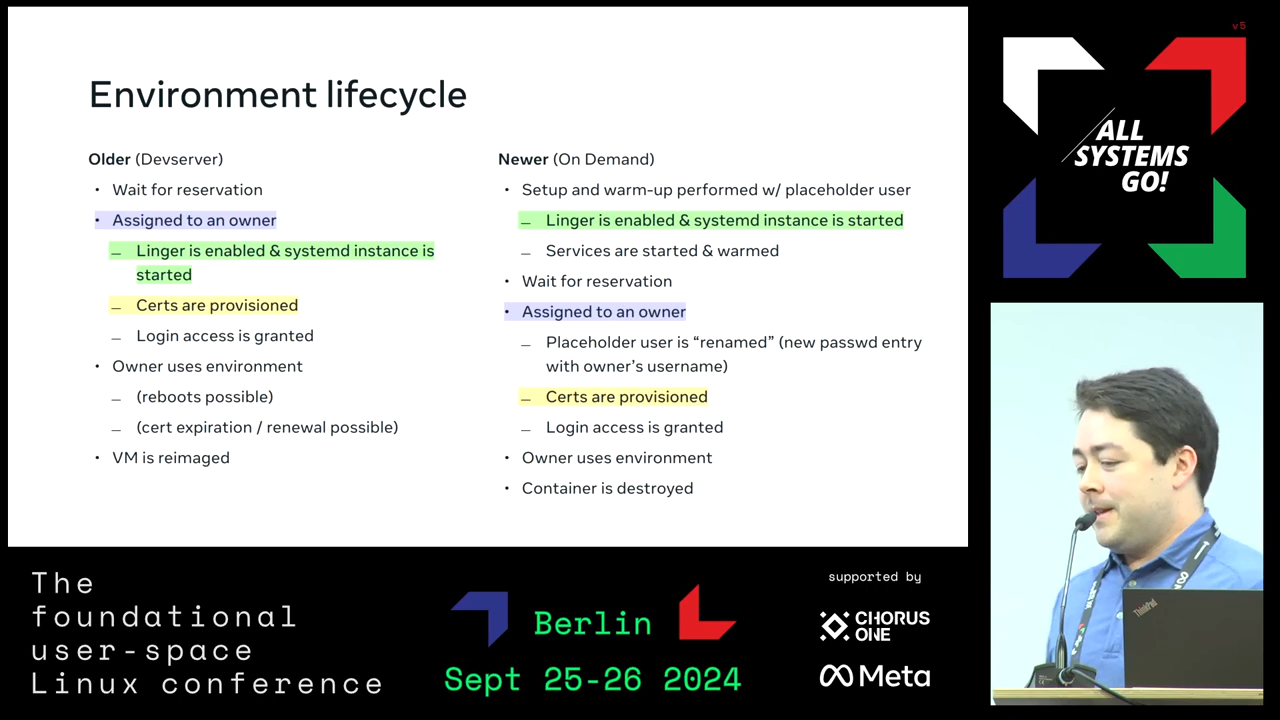 Environment lifecycle
Older (Devserver)
• Wait for reservation
• Assigned to an owner
– Linger is enabled & systemd instance is
started
– Certs are provisioned
– Login access is granted
• Owner uses environment
– (reboots possible)
– (cert expiration / renewal possible)
• VM is reimaged
Newer (On Demand)
• Setup and warm-up performed w/ placeholder user
– Linger is enabled & systemd instance is started
– Services are started & warmed
• Wait for reservation
• Assigned to an owner
– Placeholder user is “renamed” (new passwd entry
with owner’s username)
– Certs are provisioned
– Login access is granted
• Owner uses environment
• Container is destroyed
v5
ALL
SYSTEMS
GO!
ThinkPad
The
foundational
user-space
Linux conference
Berlin
Sept 25-26 2024
supported by
CHORUS
ONE
Meta